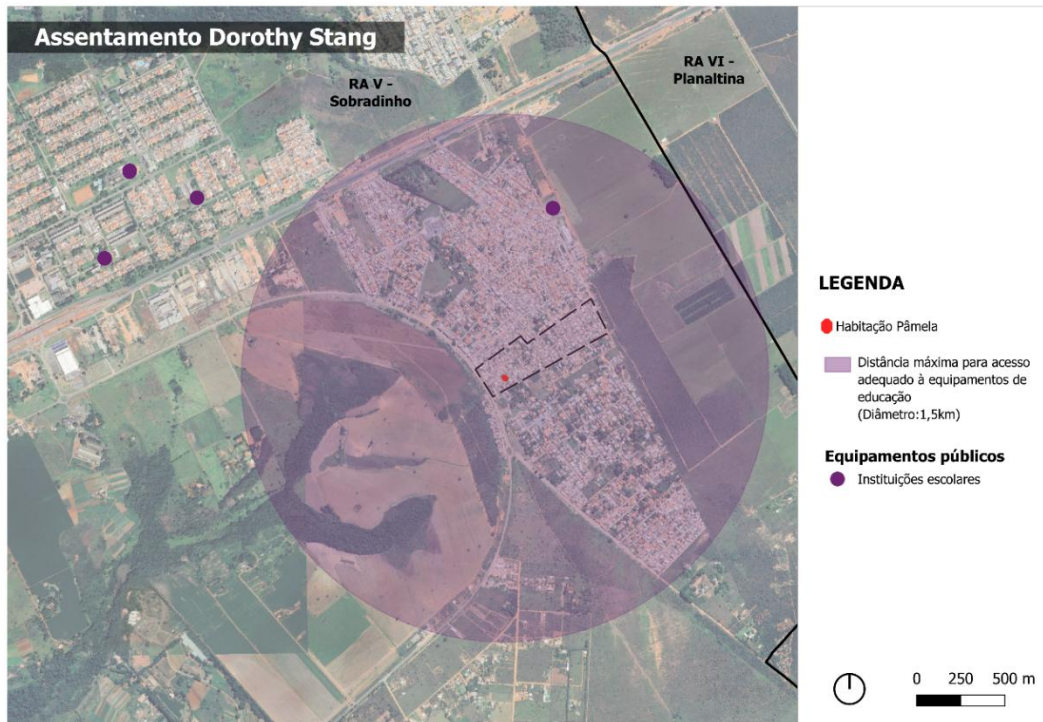 Assentamento Dorothy Stang
RA V -
Sobradinho
RA VI -
Planaltina
LEGENDA
Habitação Pâmela
Distância máxima para acesso
adequado à equipamentos de
educação
(Diâmetro:1,5km)
Equipamentos públicos
Instituições escolares
0 250 500 m